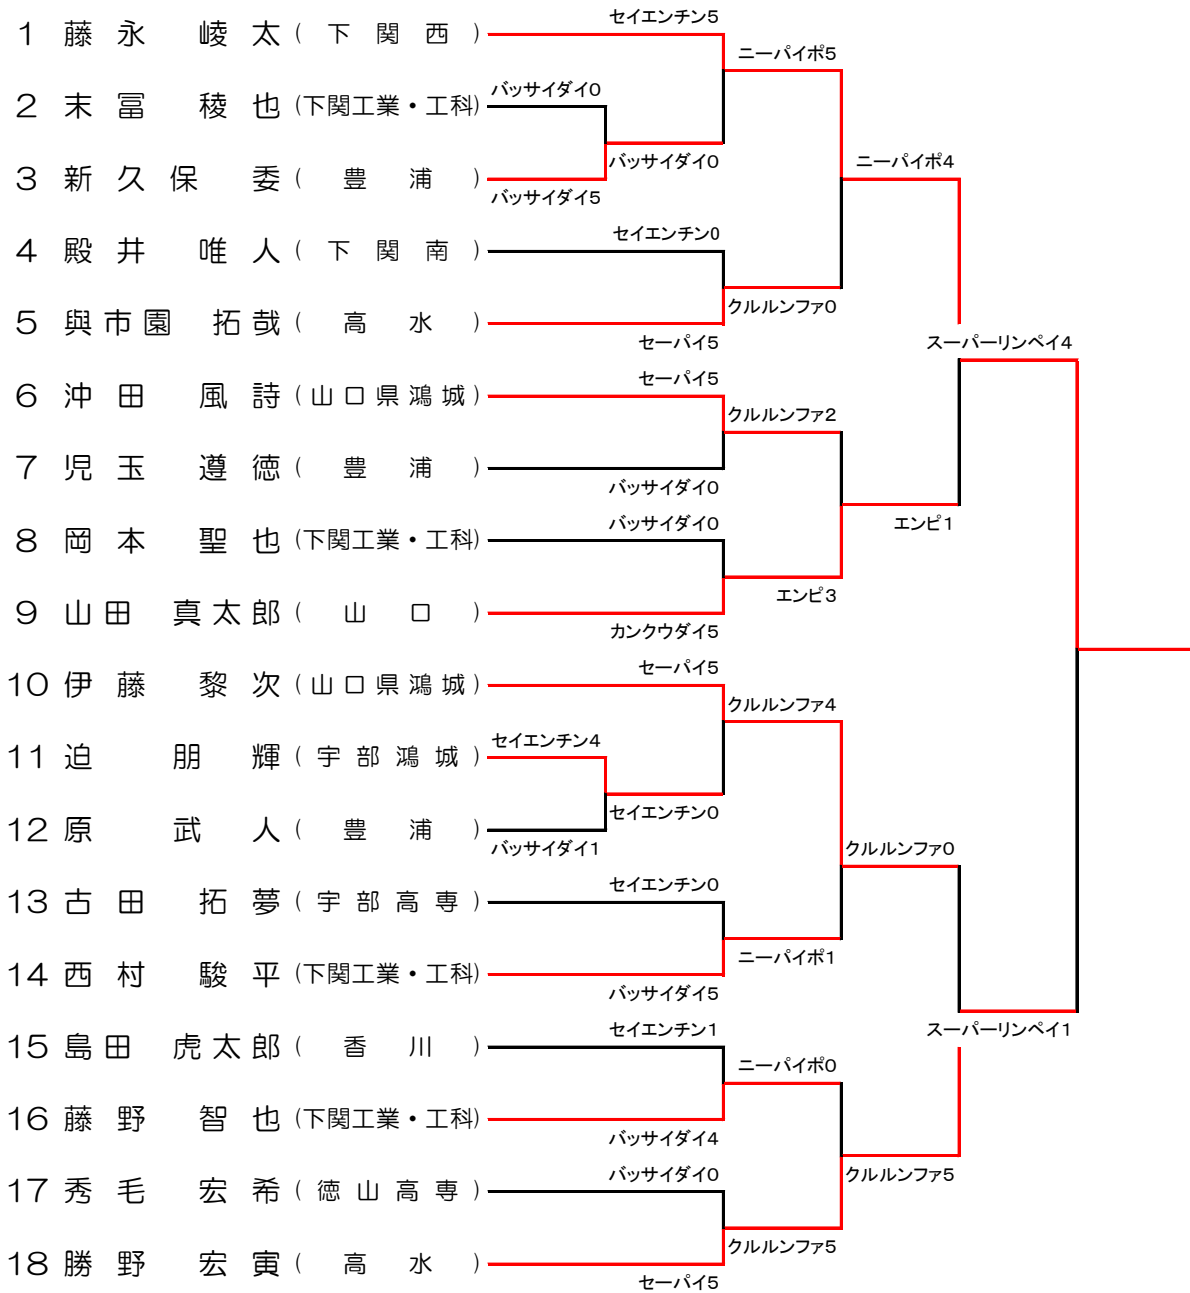 セイエンチン5
1 藤永 崚太 (下関西)
ニーパイポ5
バッサイダイ0
2 末冨 稜也 (下関工業・工科)
バッサイダイ0
ニーパイポ4
3 新久保 委 (豊浦)
バッサイダイ5
セイエンチン0
4 殿井 唯人 (下関南)
クルルンファ0
5 與市園 拓哉 (高水)
セーパイ5
スーパーリンペイ4
セーパイ5
6 沖田 風詩 (山口県鴻城)
クルルンファ2
7 児玉 遵徳 (豊浦)
バッサイダイ0
バッサイダイ0
エンピ1
8 岡本 聖也 (下関工業・工科)
エンピ3
9 山田 真太郎 (山口)
カンクウダイ5
セーパイ5
10 伊藤 黎次 (山口県鴻城)
クルルンファ4
セイエンチン4
11 迫 朋輝 (宇部鴻城)
セイエンチン0
12 原 武人 (豊浦)
バッサイダイ1
クルルンファ0
セイエンチン0
13 古田 拓夢 (宇部高専)
ニーパイポ1
14 西村 駿平 (下関工業・工科)
バッサイダイ5
セイエンチン1
スーパーリンペイ1
15 島田 虎太郎 (香川)
ニーパイポ0
16 藤野 智也 (下関工業・工科)
バッサイダイ4
バッサイダイ0
クルルンファ5
17 秀毛 宏希 (徳山高専)
クルルンファ5
18 勝野 宏寅 (高水)
セーパイ5